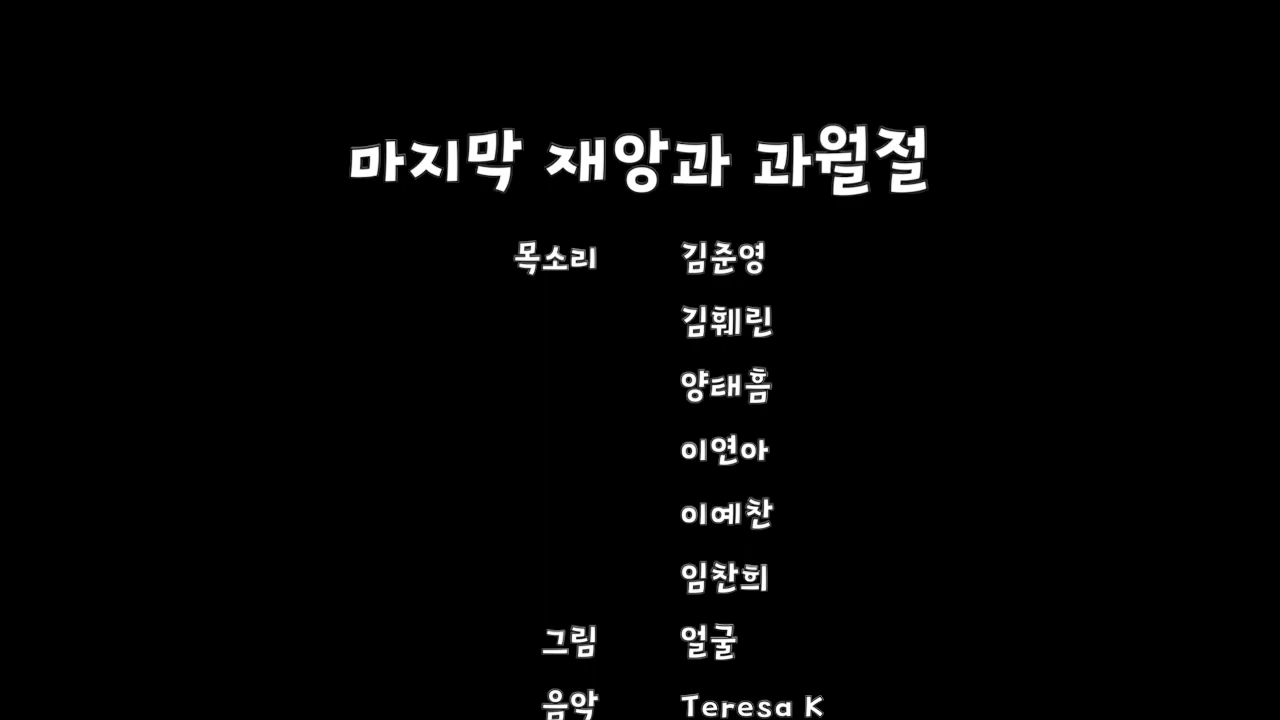 마지막 재앙과 과월절
목소리 김준영
김훼린
양태흠
이연아
이예찬
임찬희
그림 얼굴
음악 Teresa K